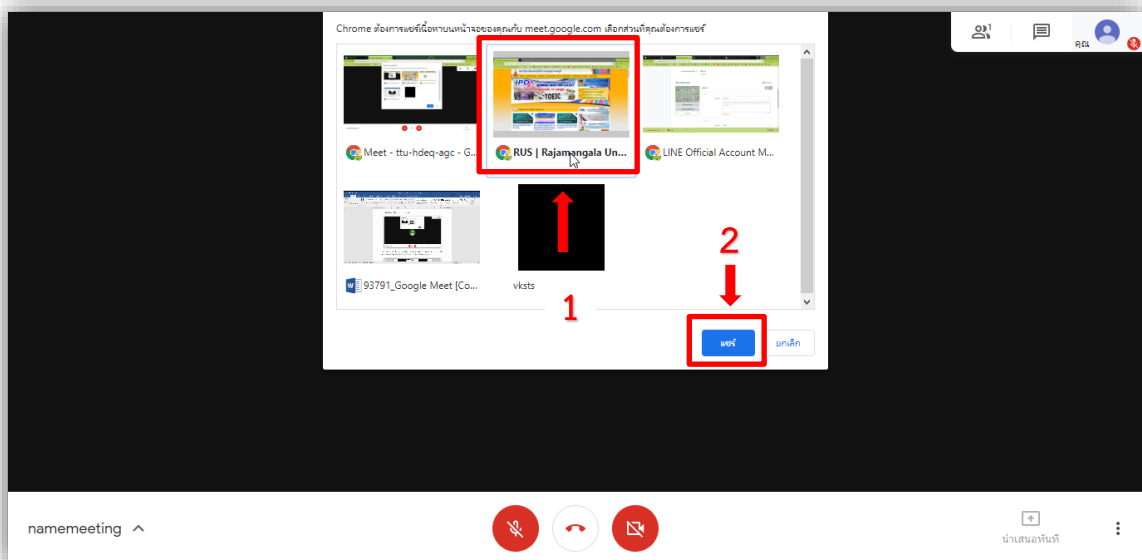 Chrome ต้องการแชร์เนื้อหาบนหน้าจอของคุณกับ meet.google.com เลือกส่วนที่คุณต้องการแชร์
1
คุณ
iPD
TOEIC
Meet - ttu-hdeq-agc - G...
RUS | Rajamangala Un...
LINE Official Account M...
93791_Google Meet [Co...
vksts
1
2
แชร์
ยกเลิก
namemeeting
นำเสนอทันที